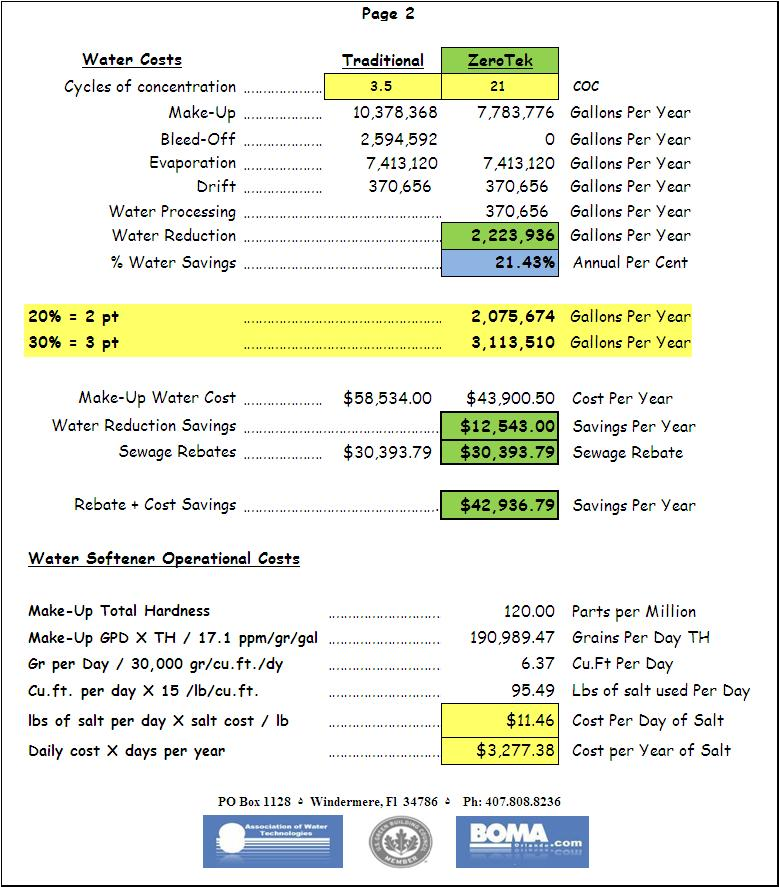 Page 2
Water Costs Traditional ZeroTek
Cycles of concentration .................... 3.5 21 COC
Make-Up .................... 10,378,368 7,783,776 Gallons Per Year
Bleed-Off .................... 2,594,592 0 Gallons Per Year
Evaporation .................... 7,413,120 7,413,120 Gallons Per Year
Drift .................... 370,656 370,656 Gallons Per Year
Water Processing .................................................. 370,656 Gallons Per Year
Water Reduction .................................................. 2,223,936 Gallons Per Year
% Water Savings .................................................. 21.43% Annual Per Cent
20% = 2 pt .................................................. 2,075,674 Gallons Per Year
30% = 3 pt .................................................. 3,113,510 Gallons Per Year
Make-Up Water Cost .................... $58,534.00 $43,900.50 Cost Per Year
Water Reduction Savings .................................................. $12,543.00 Savings Per Year
Sewage Rebates .................... $30,393.79 $30,393.79 Sewage Rebate
Rebate + Cost Savings .................................................. $42,936.79 Savings Per Year
Water Softener Operational Costs
Make-Up Total Hardness ............................ 120.00 Parts per Million
Make-Up GPD X TH / 17.1 ppm/gr/gal ............................ 190,989.47 Grains Per Day TH
Gr per Day / 30,000 gr/cu.ft./dy ............................ 6.37 Cu.Ft Per Day
Cu.ft. per day X 15 /lb/cu.ft. ............................ 95.49 Lbs of salt used Per Day
lbs of salt per day X salt cost / lb ............................ $11.46 Cost Per Day of Salt
Daily cost X days per year ............................ $3,277.38 Cost per Year of Salt
PO Box 1128 Windermere, Fl 34786 Ph: 407.808.8236
Association of Water
Technologies
U.S. GREEN BUILDING COUNCIL
MEMBER
BOMA
Orlando .com